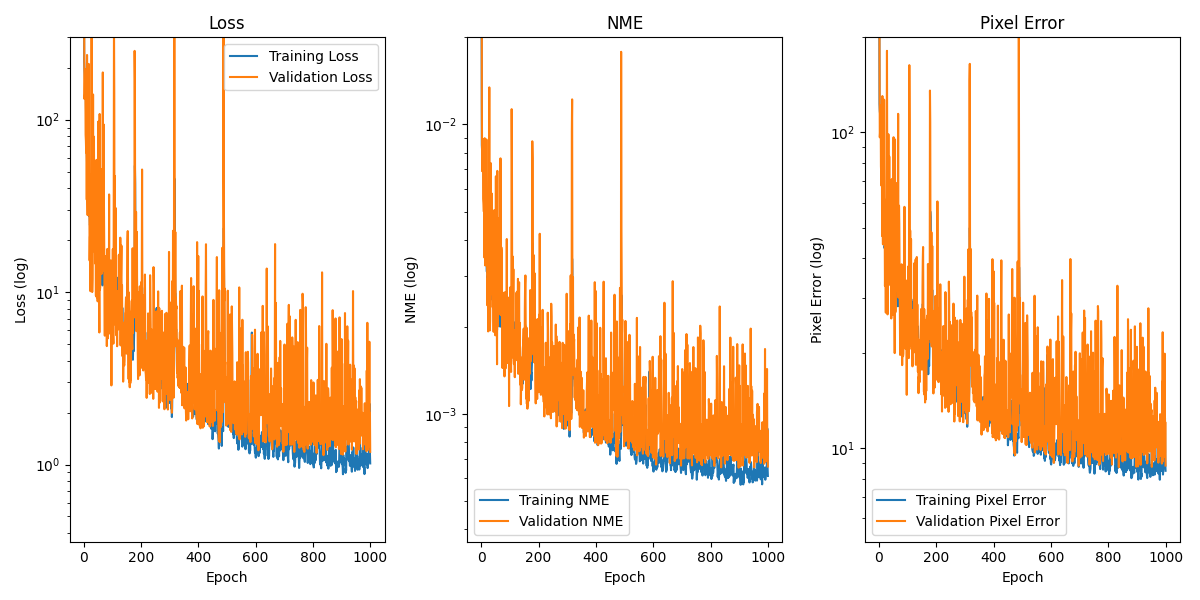 Loss
Loss (log)
10²
10¹
10⁰
Training Loss
Validation Loss
0 200 400 600 800 1000
Epoch
NME
NME (log)
10⁻²
10⁻³
Training NME
Validation NME
0 200 400 600 800 1000
Epoch
Pixel Error
Pixel Error (log)
10²
10¹
Training Pixel Error
Validation Pixel Error
0 200 400 600 800 1000
Epoch